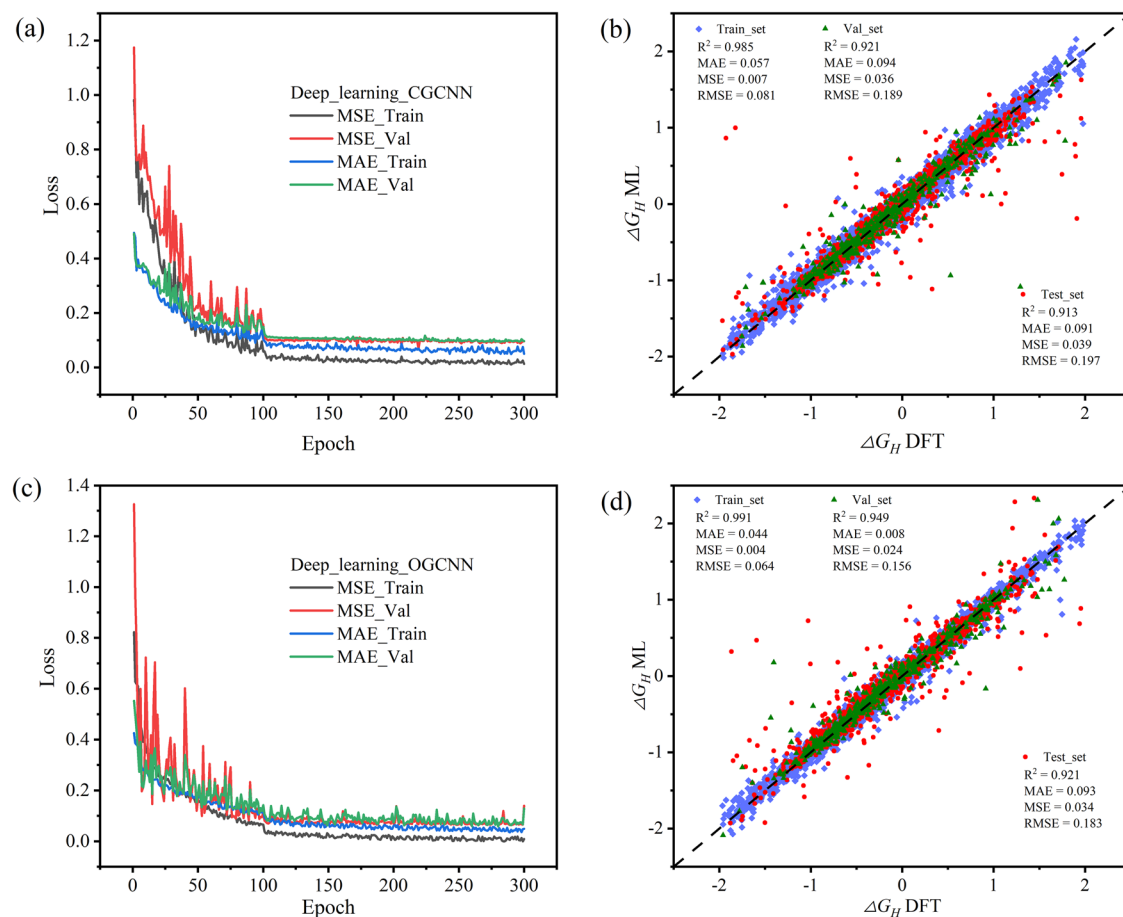 (a)
1.2
1.0
0.8
0.6
0.4
0.2
0.0
Loss
Deep_learning_CGCNN
MSE_Train
MSE_Val
MAE_Train
MAE_Val
0 50 100 150 200 250 300
Epoch
(b)
2
1
0
-1
-2
ΔG_H ML
Train_set
R² = 0.985
MAE = 0.057
MSE = 0.007
RMSE = 0.081
Val_set
R² = 0.921
MAE = 0.094
MSE = 0.036
RMSE = 0.189
Test_set
R² = 0.913
MAE = 0.091
MSE = 0.039
RMSE = 0.197
-2 -1 0 1 2
ΔG_H DFT
(c)
1.4
1.2
1.0
0.8
0.6
0.4
0.2
0.0
Loss
Deep_learning_OGCNN
MSE_Train
MSE_Val
MAE_Train
MAE_Val
0 50 100 150 200 250 300
Epoch
(d)
2
1
0
-1
-2
ΔG_H ML
Train_set
R² = 0.991
MAE = 0.044
MSE = 0.004
RMSE = 0.064
Val_set
R² = 0.949
MAE = 0.008
MSE = 0.024
RMSE = 0.156
Test_set
R² = 0.921
MAE = 0.093
MSE = 0.034
RMSE = 0.183
-2 -1 0 1 2
ΔG_H DFT